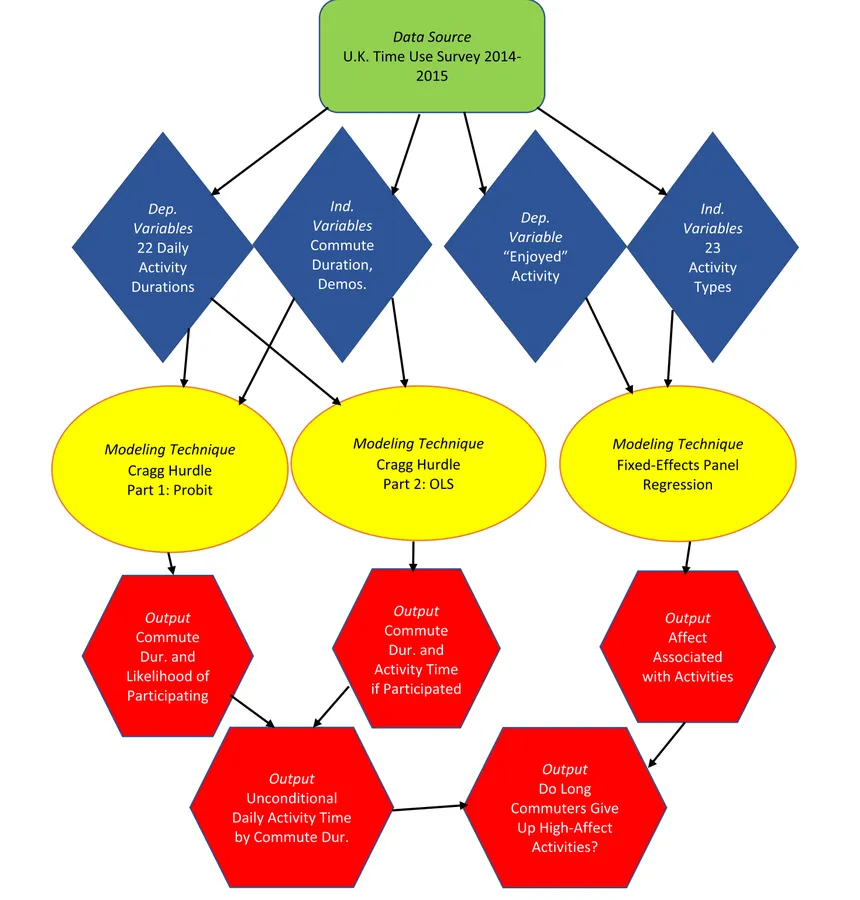 Data Source
U.K. Time Use Survey 2014-
2015
Dep.
Variables
22 Daily
Activity
Durations
Ind.
Variables
Commute
Duration,
Demos.
Dep.
Variable
“Enjoyed”
Activity
Ind.
Variables
23
Activity
Types
Modeling Technique
Cragg Hurdle
Part 1: Probit
Modeling Technique
Cragg Hurdle
Part 2: OLS
Modeling Technique
Fixed-Effects Panel
Regression
Output
Commute
Dur. and
Likelihood of
Participating
Output
Commute
Dur. and
Activity Time
if Participated
Output
Affect
Associated
with Activities
Output
Unconditional
Daily Activity Time
by Commute Dur.
Output
Do Long
Commuters Give
Up High-Affect
Activities?